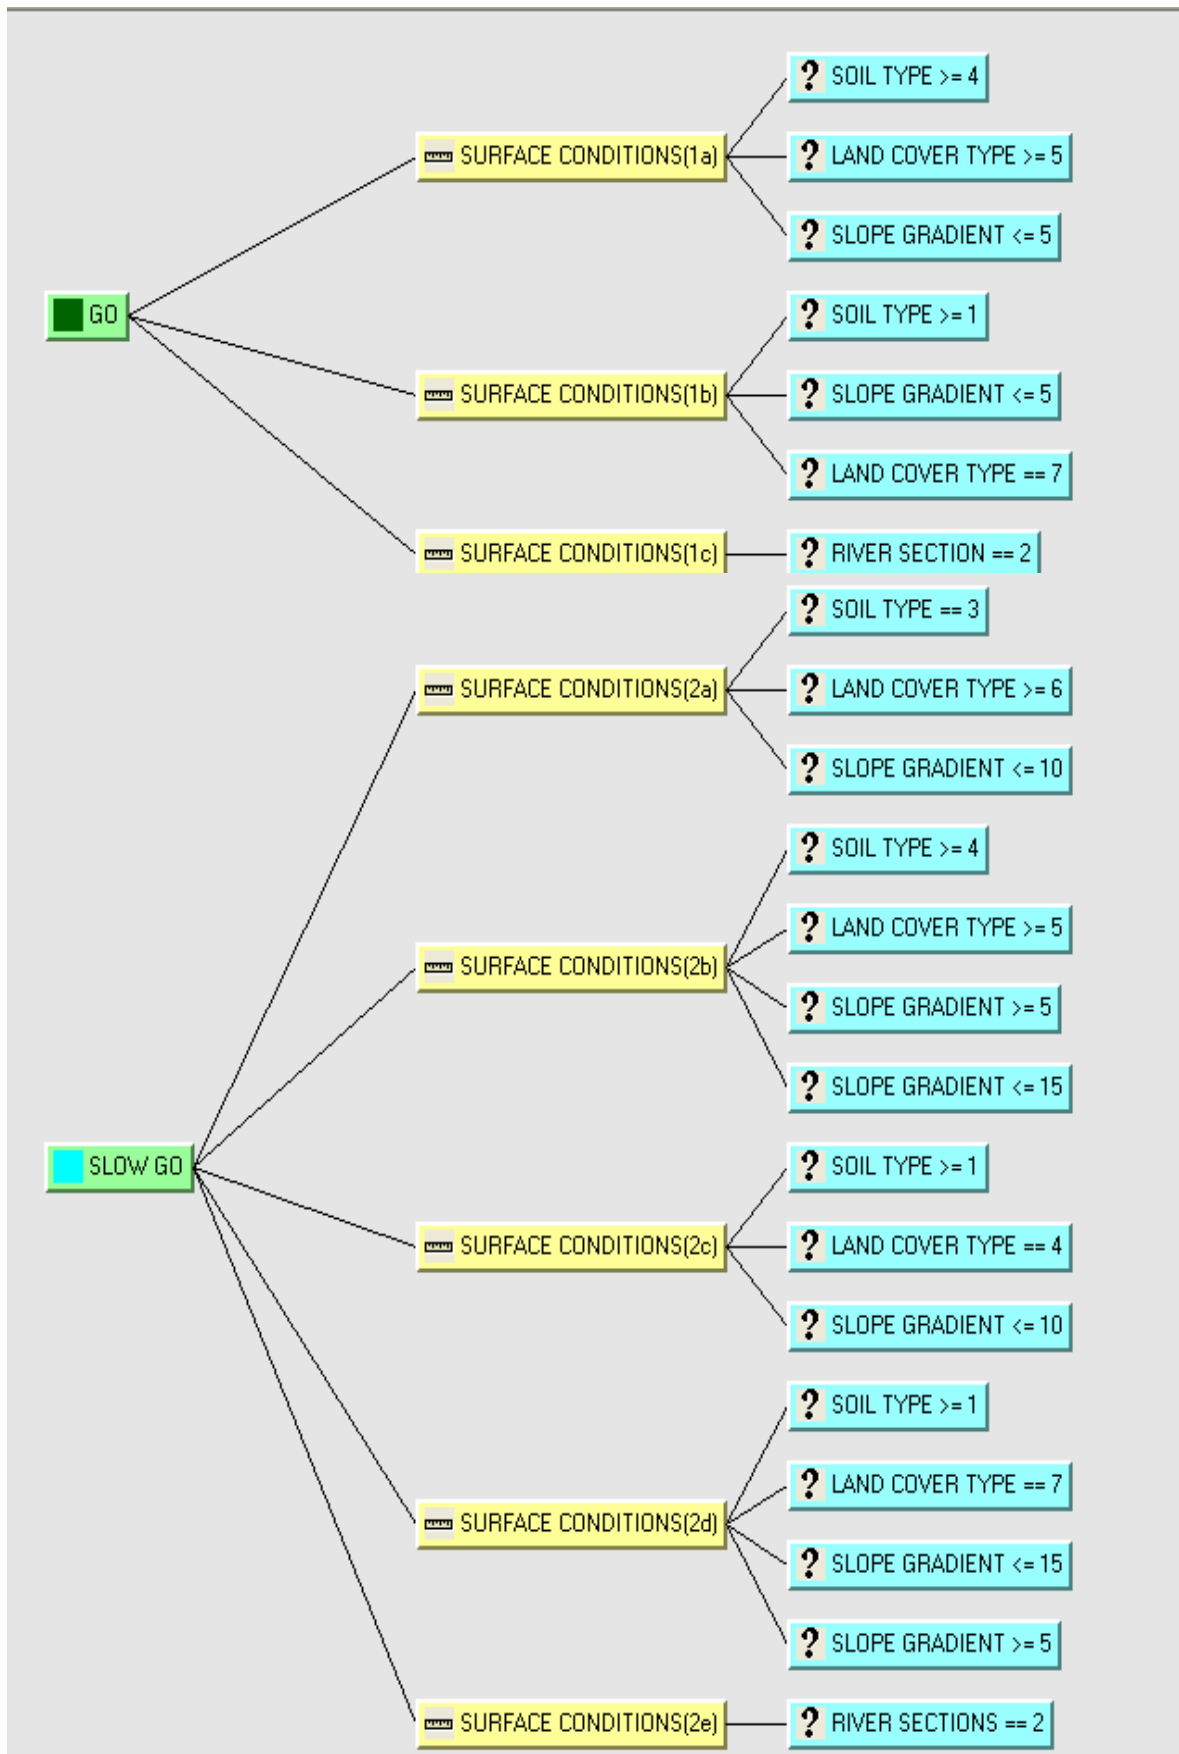 SOIL TYPE >= 4
SURFACE CONDITIONS(1a)
LAND COVER TYPE >= 5
SLOPE GRADIENT <= 5
GO
SOIL TYPE >= 1
SURFACE CONDITIONS(1b)
SLOPE GRADIENT <= 5
LAND COVER TYPE == 7
SURFACE CONDITIONS(1c)
RIVER SECTION == 2
SOIL TYPE == 3
SURFACE CONDITIONS(2a)
LAND COVER TYPE >= 6
SLOPE GRADIENT <= 10
SOIL TYPE >= 4
LAND COVER TYPE >= 5
SURFACE CONDITIONS(2b)
SLOPE GRADIENT >= 5
SLOPE GRADIENT <= 15
SLOW GO
SOIL TYPE >= 1
SURFACE CONDITIONS(2c)
LAND COVER TYPE == 4
SLOPE GRADIENT <= 10
SOIL TYPE >= 1
LAND COVER TYPE == 7
SURFACE CONDITIONS(2d)
SLOPE GRADIENT <= 15
SLOPE GRADIENT >= 5
SURFACE CONDITIONS(2e)
RIVER SECTIONS == 2